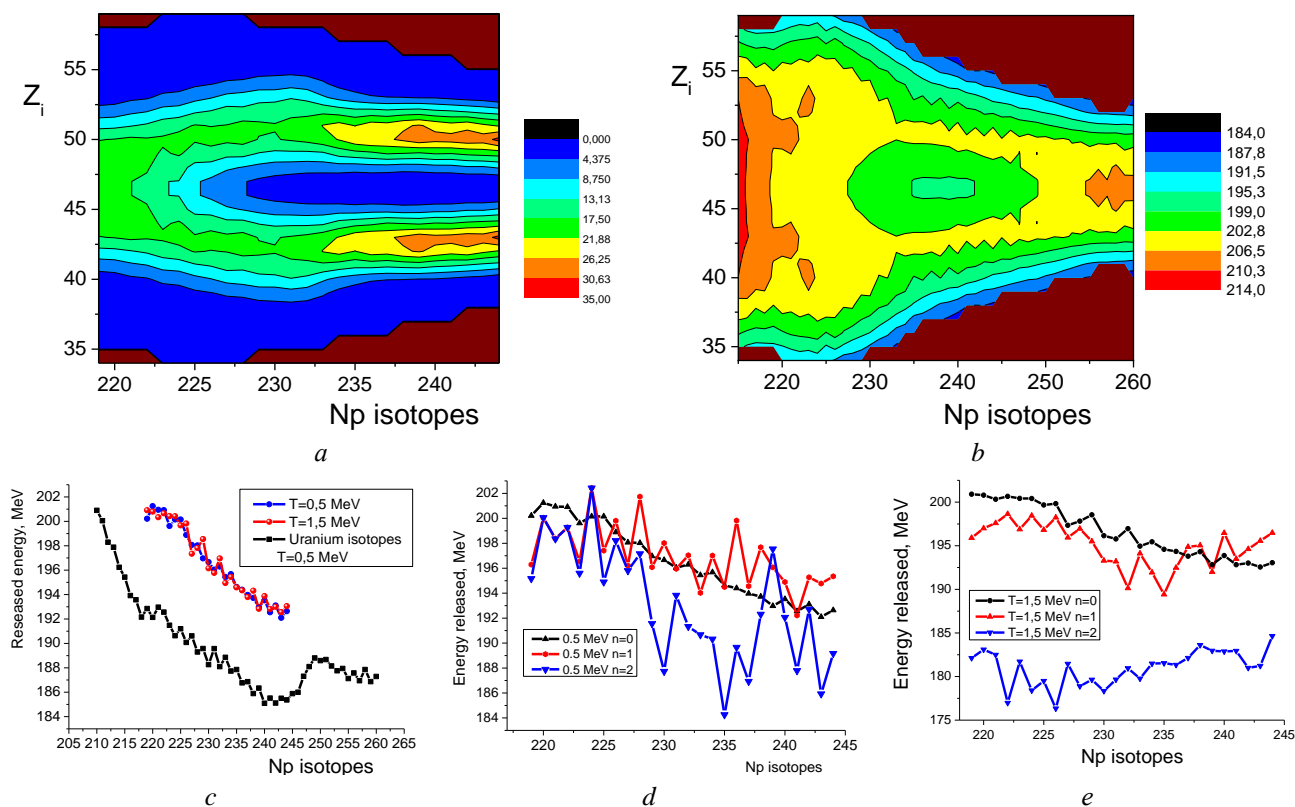 55
Z_i
50
45
40
35
220 225 230 235 240
Np isotopes
0,000
4,375
8,750
13,13
17,50
21,88
26,25
30,63
35,00
a
55
Z_i
50
45
40
35
220 230 240 250 260
Np isotopes
184,0
187,8
191,5
195,3
199,0
202,8
206,5
210,3
214,0
b
Reseased energy, MeV
202
200
198
196
194
192
190
188
186
184
T=0,5 MeV
T=1,5 MeV
Uranium isotopes
T=0.5 MeV
205 210 215 220 225 230 235 240 245 250 255 260 265
Np isotopes
c
Energy released, MeV
202
200
198
196
194
192
190
188
186
184
0.5 MeV n=0
0.5 MeV n=1
0.5 MeV n=2
220 225 230 235 240 245
Np isotopes
d
Energy released, MeV
200
195
190
185
180
175
T=1,5 MeV n=0
T=1,5 MeV n=1
T=1,5 MeV n=2
220 225 230 235 240 245
Np isotopes
e